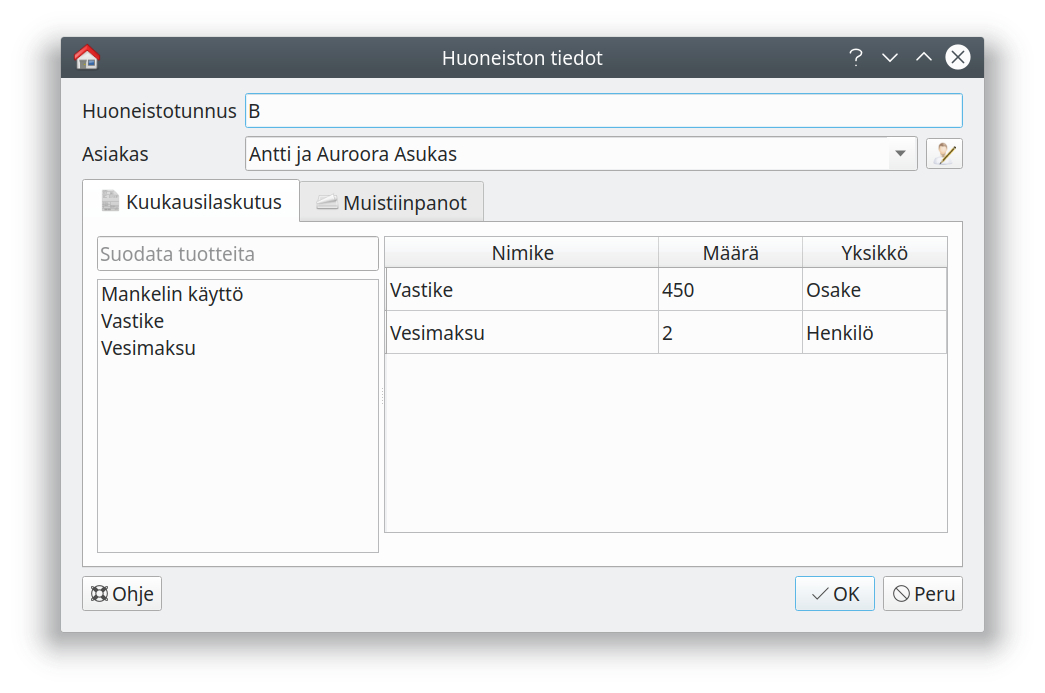 Huoneiston tiedot
Huoneistotunnus B
Asiakas Antti ja Auroora Asukas
Kuukausilaskutus Muistiinpanot
Suodata tuotteita
Mankelin käyttö
Vastike
Vesimaksu
Nimike Määrä Yksikkö
Vastike 450 Osake
Vesimaksu 2 Henkilö
Ohje OK Peru